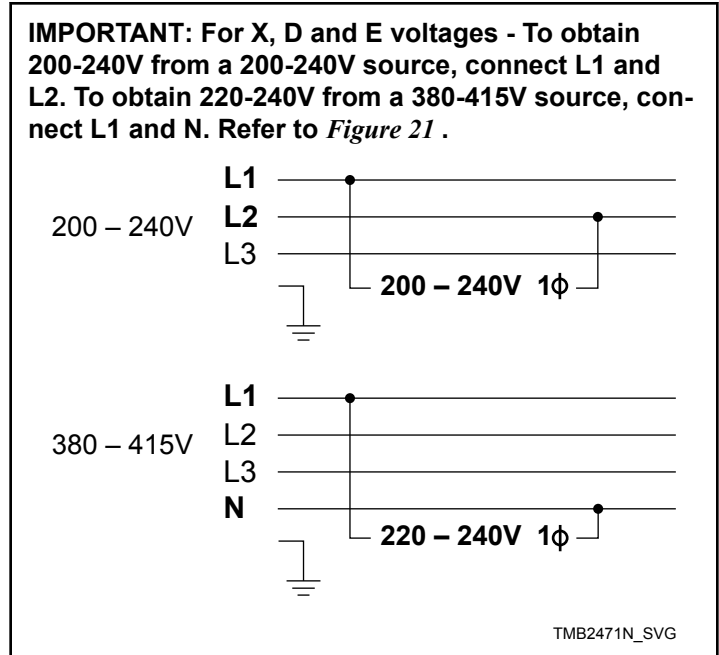 IMPORTANT: For X, D and E voltages - To obtain
200-240V from a 200-240V source, connect L1 and
L2. To obtain 220-240V from a 380-415V source, con-
nect L1 and N. Refer to Figure 21 .
L1
200 – 240V L2
L3
200 – 240V 1ϕ
L1
380 – 415V L2
L3
N
220 – 240V 1ϕ
TMB2471N_SVG